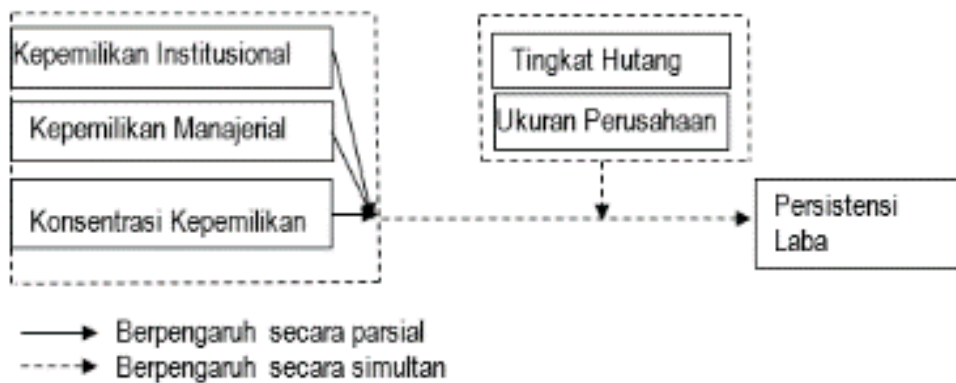 Kepemilikan Institusional
Kepemilikan Manajerial
Konsentrasi Kepemilikan
Tingkat Hutang
Ukuran Perusahaan
Persistensi
Laba
Berpengaruh secara parsial
Berpengaruh secara simultan